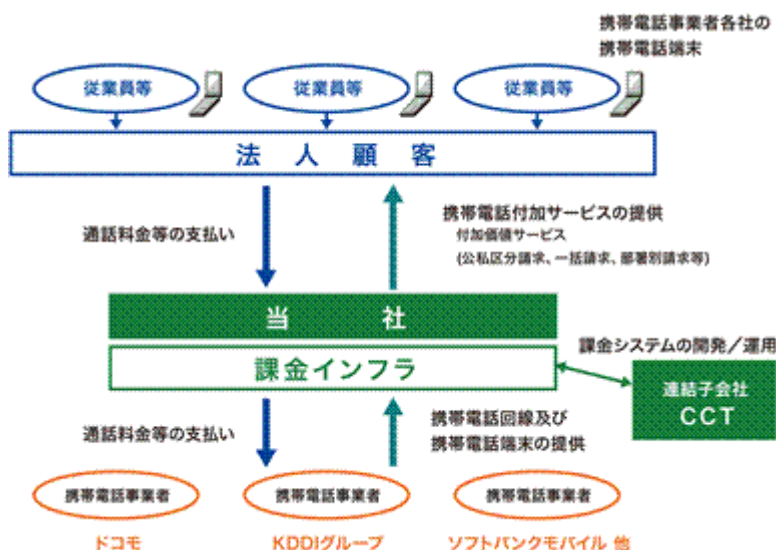 携帯電話事業者各社の
携帯電話端末
従業員等
従業員等
従業員等
法人顧客
通話料金等の支払い
携帯電話付加サービスの提供
付加価値サービス
(公私区分請求、一括請求、部署別請求等)
当社
課金インフラ
課金システムの開発／運用
連結子会社
CCT
通話料金等の支払い
携帯電話回線及び
携帯電話端末の提供
携帯電話事業者
携帯電話事業者
携帯電話事業者
ドコモ
KDDIグループ
ソフトバンクモバイル 他